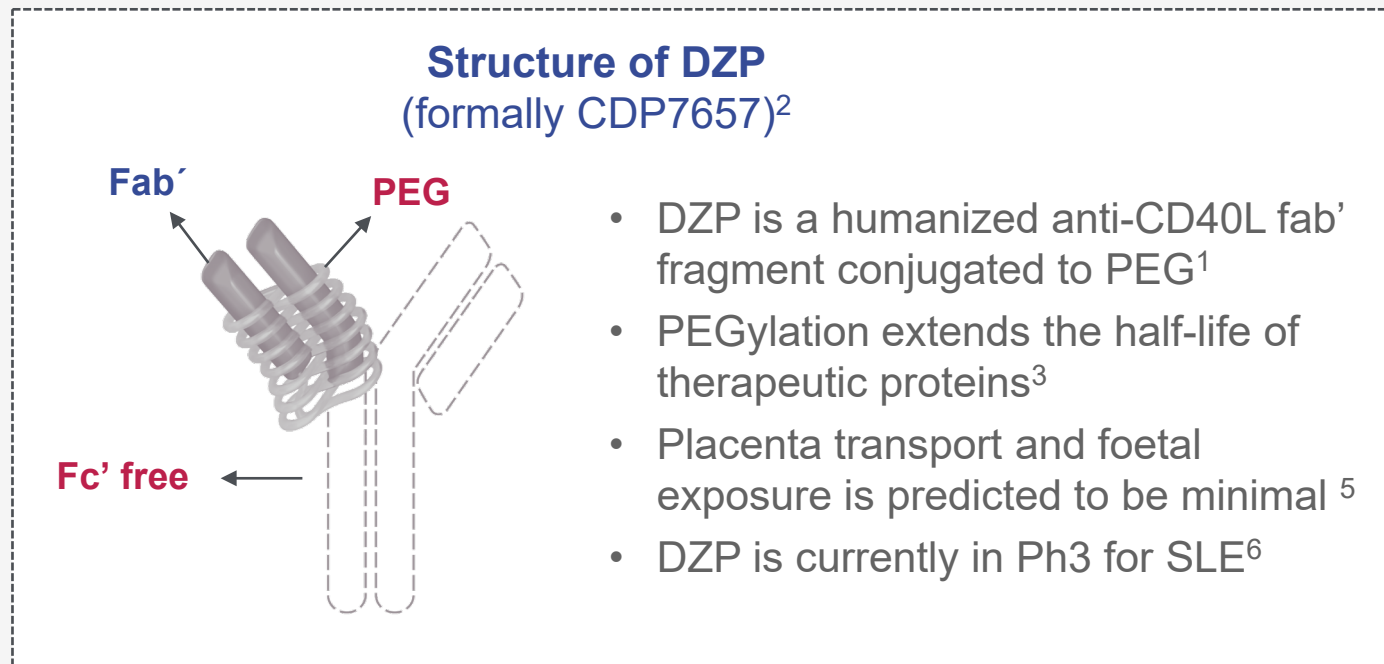 Structure of DZP
(formally CDP7657)²
Fab´
PEG
Fc’ free
• DZP is a humanized anti-CD40L fab’
fragment conjugated to PEG¹
• PEGylation extends the half-life of
therapeutic proteins³
• Placenta transport and foetal
exposure is predicted to be minimal ⁵
• DZP is currently in Ph3 for SLE⁶